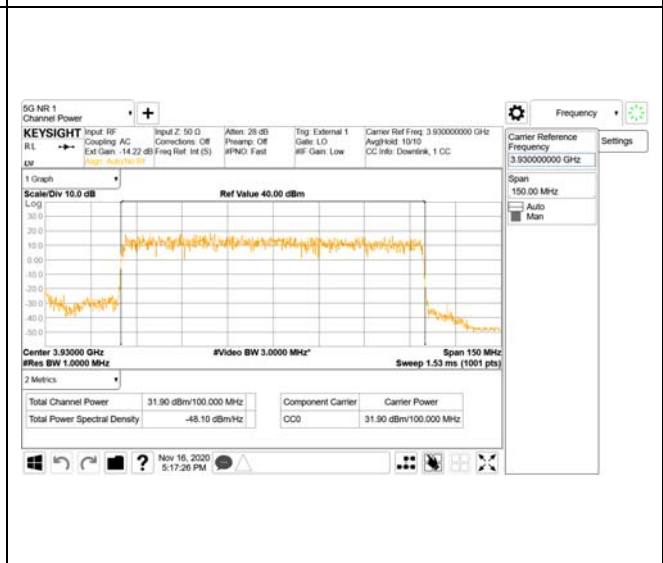 5G NR 1
Channel Power
Frequency
KEYSIGHT
RL
Input: RF
Coupling: AC
Ext Gain: -14.22 dB
Align: Auto/No RF
Input Z: 50 Ω
Corrections: Off
Freq Ref: Int (S)
Atten: 28 dB
Preamp: Off
#PNO: Fast
Trig: External 1
Gate: LO
#IF Gain: Low
Carrier Ref Freq: 3.930000000 GHz
Avg|Hold: 10/10
CC Info: Downlink, 1 CC
Carrier Reference
Frequency
3.930000000 GHz
Settings
Span
150.00 MHz
Auto
Man
1 Graph
Scale/Div 10.0 dB
Ref Value 40.00 dBm
Log
30.0
20.0
10.0
0.00
-10.0
-20.0
-30.0
-40.0
-50.0
Center 3.93000 GHz
#Video BW 3.0000 MHz*
Span 150 MHz
#Res BW 1.0000 MHz
Sweep 1.53 ms (1001 pts)
2 Metrics
Total Channel Power 31.90 dBm/100.000 MHz
Total Power Spectral Density -48.10 dBm/Hz
Component Carrier Carrier Power
CC0 31.90 dBm/100.000 MHz
?
Nov 16, 2020
5:17:26 PM